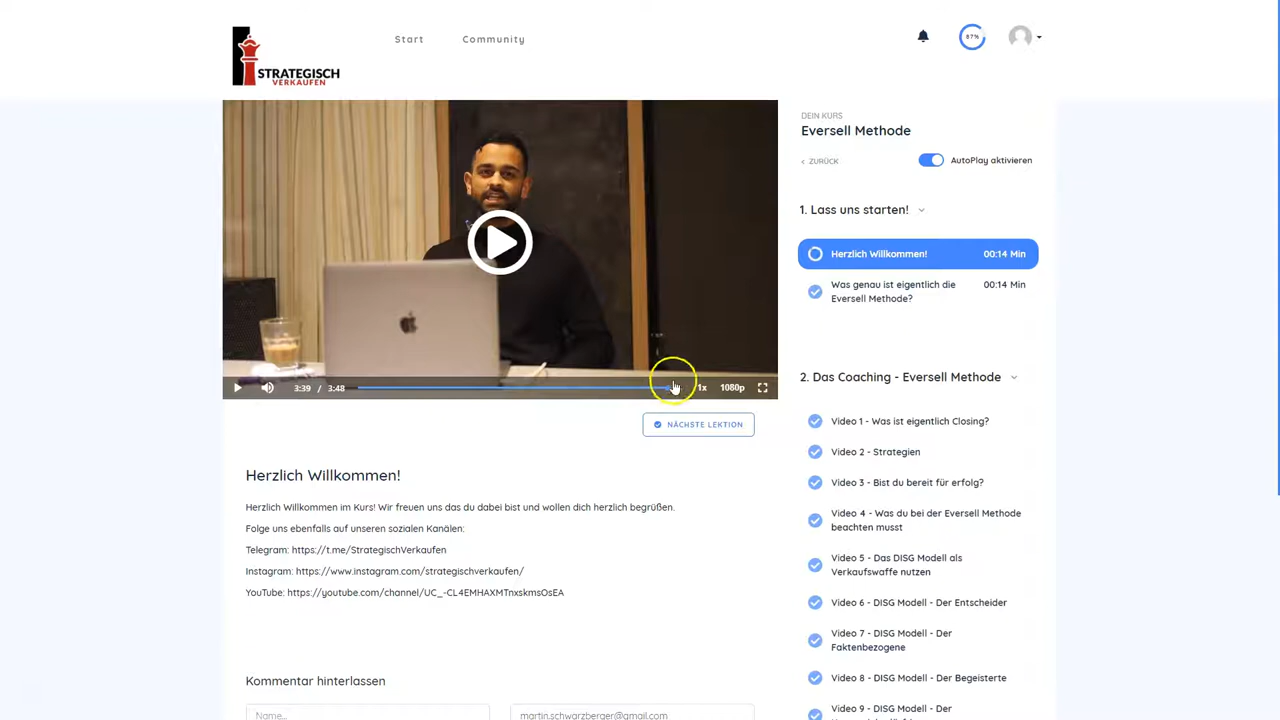 STRATEGISCH
VERKAUFEN
Start
Community
87%
DEIN KURS
Eversell Methode
< ZURÜCK
AutoPlay aktivieren
1. Lass uns starten!
Herzlich Willkommen!
00:14 Min
Was genau ist eigentlich die
Eversell Methode?
00:14 Min
3:39 / 3:48
1x
1080p
NÄCHSTE LEKTION
Herzlich Willkommen!
Herzlich Willkommen im Kurs! Wir freuen uns das du dabei bist und wollen dich herzlich begrüßen.
Folge uns ebenfalls auf unseren sozialen Kanälen:
Telegram: https://t.me/StrategischVerkaufen
Instagram: https://www.instagram.com/strategischverkaufen/
YouTube: https://youtube.com/channel/UC_-CL4EMHAXMTnxskmsOsEA
Kommentar hinterlassen
Name...
martin.schwarzberger@gmail.com
2. Das Coaching - Eversell Methode
Video 1 - Was ist eigentlich Closing?
Video 2 - Strategien
Video 3 - Bist du bereit für erfolg?
Video 4 - Was du bei der Eversell Methode
beachten musst
Video 5 - Das DISG Modell als
Verkaufswaffe nutzen
Video 6 - DISG Modell - Der Entscheider
Video 7 - DISG Modell - Der
Faktenbezogene
Video 8 - DISG Modell - Der Begeisterte
Video 9 - DISG Modell - Der